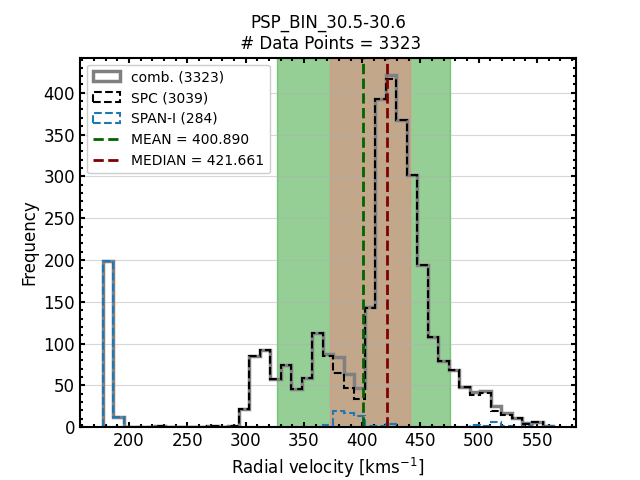 PSP_BIN_30.5-30.6
# Data Points = 3323
comb. (3323)
SPC (3039)
SPAN-I (284)
MEAN = 400.890
MEDIAN = 421.661
Frequency
400
350
300
250
200
150
100
50
0
200 250 300 350 400 450 500 550
Radial velocity [kms⁻¹]